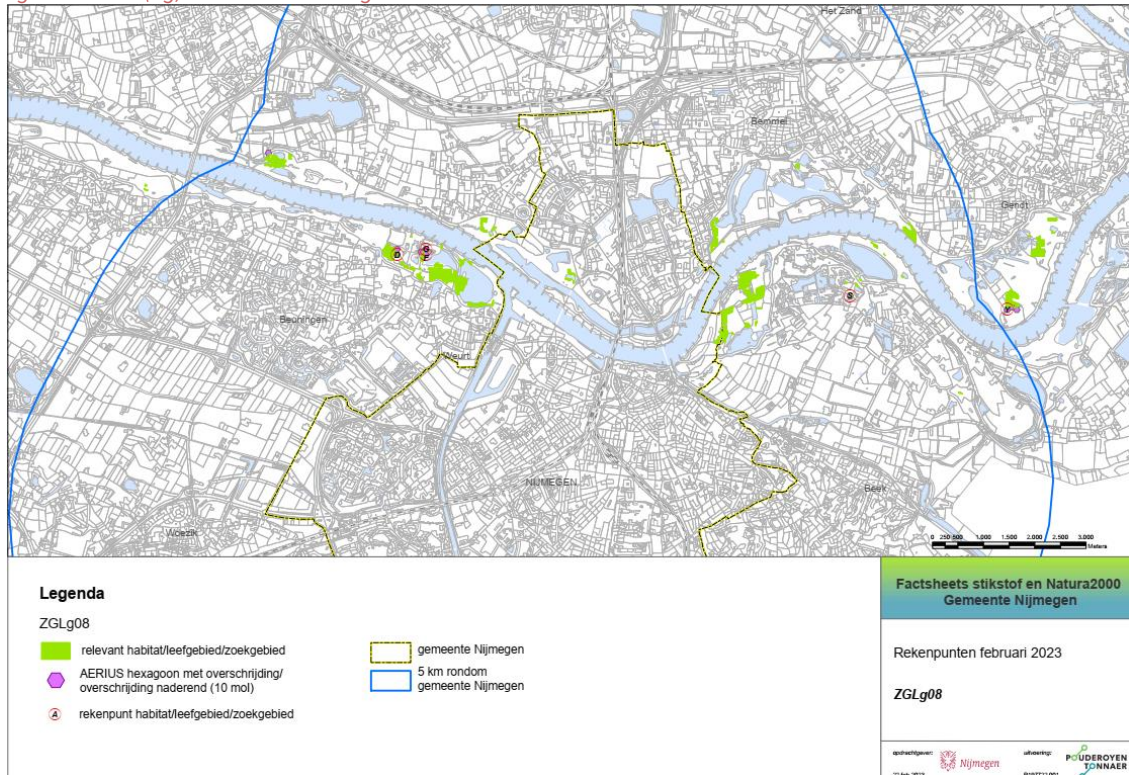 Het Zand
Bemmel
Gendt
D
G
E
S
Y
Beuningen
Weurt
NIJMEGEN
Beek
Woezik
0 250 500 1.000 1.500 2.000 2.500 3.000
Meters
Legenda
ZGLg08
relevant habitat/leefgebied/zoekgebied
AERIUS hexagoon met overschrijding/
overschrijding naderend (10 mol)
A rekenpunt habitat/leefgebied/zoekgebied
gemeente Nijmegen
5 km rondom
gemeente Nijmegen
Factsheets stikstof en Natura2000
Gemeente Nijmegen
Rekenpunten februari 2023
ZGLg08
opdrachtgever:
Nijmegen
uitvoering:
POUDEROYEN
TONNAER